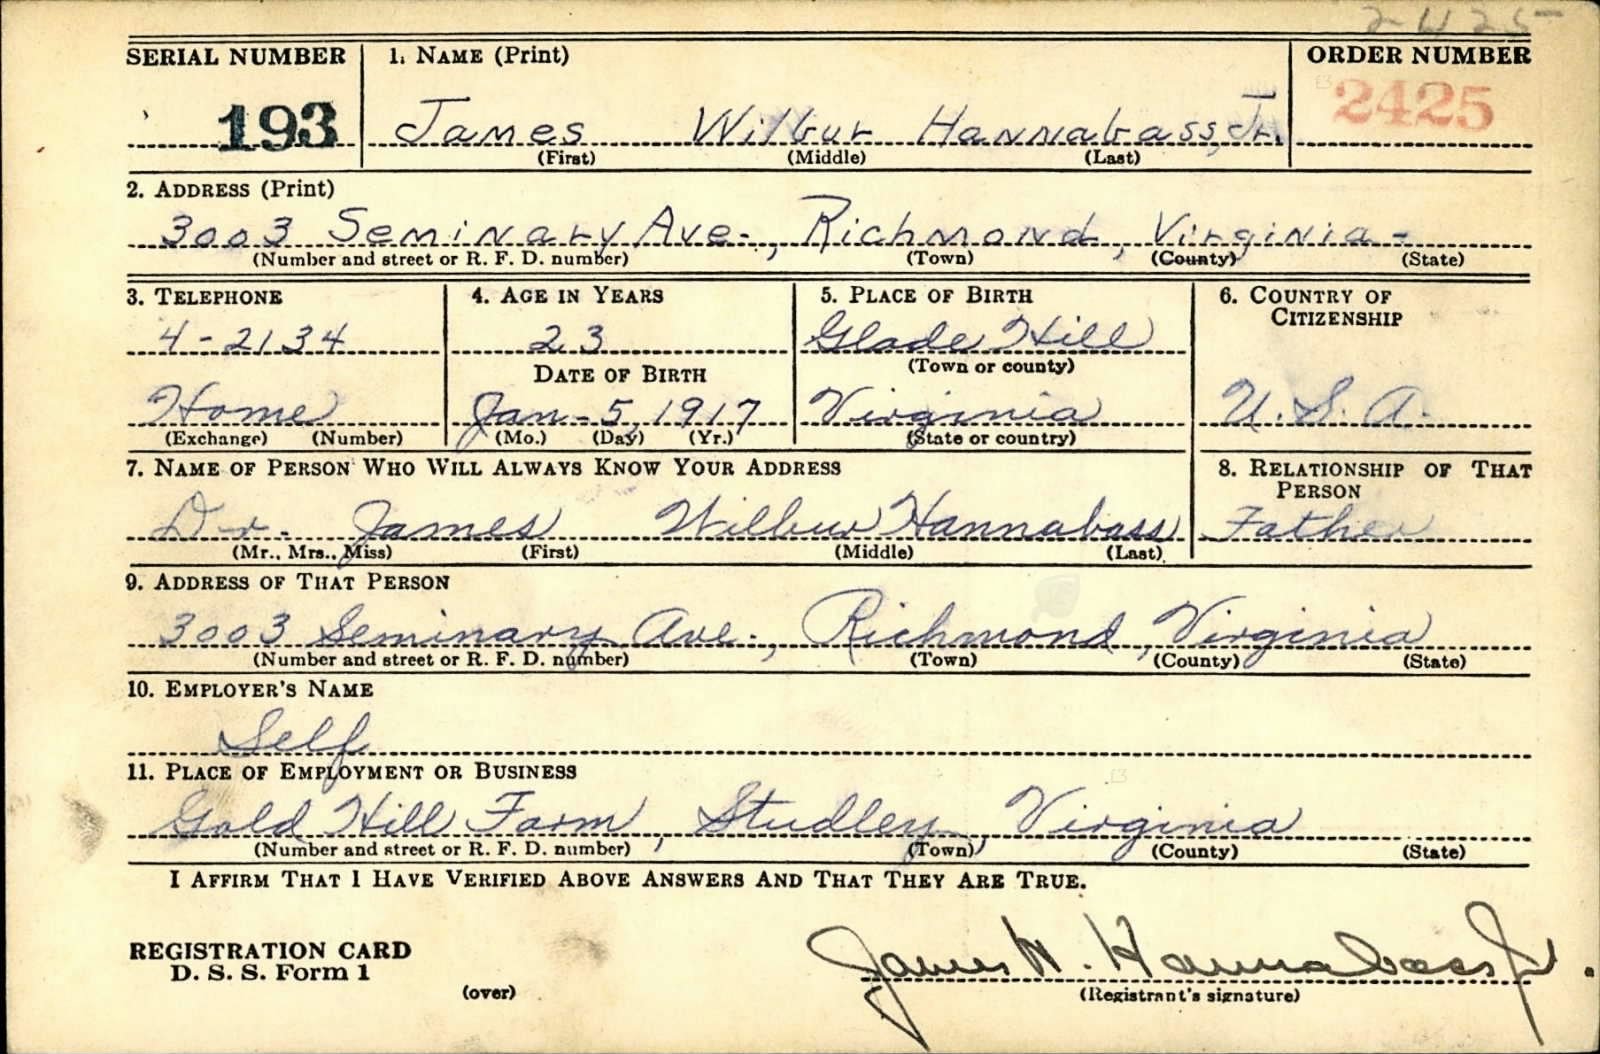 2425
SERIAL NUMBER 1. NAME (Print) ORDER NUMBER
193 James Wilbur Hannabass, Jr. 2425
(First) (Middle) (Last)
2. ADDRESS (Print)
3003 Seminary Ave., Richmond, Virginia-
(Number and street or R. F. D. number) (Town) (County) (State)
3. TELEPHONE 4. AGE IN YEARS 5. PLACE OF BIRTH 6. COUNTRY OF
CITIZENSHIP
4-2134 23 Glade Hill
DATE OF BIRTH (Town or county)
Home Jan-5, 1917 Virginia U. S. A.
(Exchange) (Number) (Mo.) (Day) (Yr.) (State or country)
7. NAME OF PERSON WHO WILL ALWAYS KNOW YOUR ADDRESS 8. RELATIONSHIP OF THAT
PERSON
Dr. James Wilbur Hannabass Father
(Mr., Mrs., Miss) (First) (Middle) (Last)
9. ADDRESS OF THAT PERSON
3003 Seminary Ave., Richmond, Virginia
(Number and street or R. F. D. number) (Town) (County) (State)
10. EMPLOYER'S NAME
Self
11. PLACE OF EMPLOYMENT OR BUSINESS
Gold Hill Farm, Studley, Virginia
(Number and street or R. F. D. number) (Town) (County) (State)
I AFFIRM THAT I HAVE VERIFIED ABOVE ANSWERS AND THAT THEY ARE TRUE.
REGISTRATION CARD
D. S. S. Form 1
(over)
James W. Hannabass Jr.
(Registrant's signature)